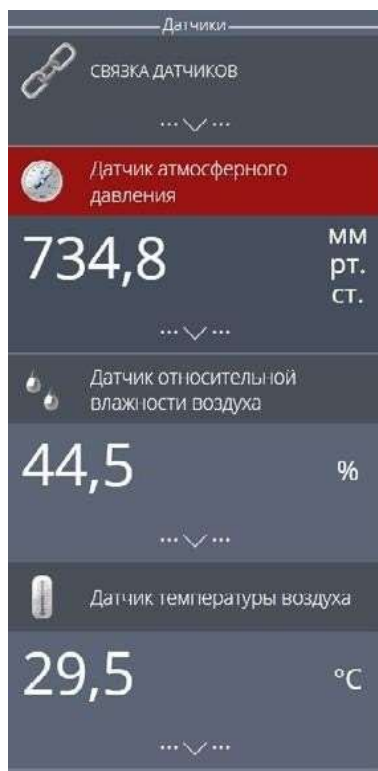 Датчики
СВЯЗКА ДАТЧИКОВ
Датчик атмосферного
давления
734,8
мм
рт.
ст.
Датчик относительной
влажности воздуха
44,5
%
Датчик температуры воздуха
29,5
°C